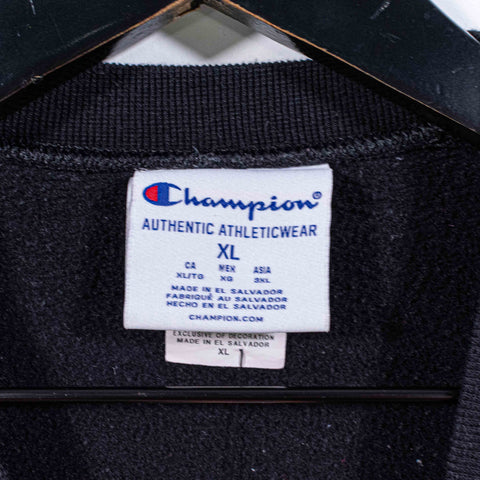 Champion®
AUTHENTIC ATHLETICWEAR
XL
CA MEX ASIA
XL/TG XG 3XL
MADE IN EL SALVADOR
FABRIQUÉ AU SALVADOR
HECHO EN EL SALVADOR
CHAMPION.COM
EXCLUSIVE OF DECORATION
MADE IN EL SALVADOR
XL